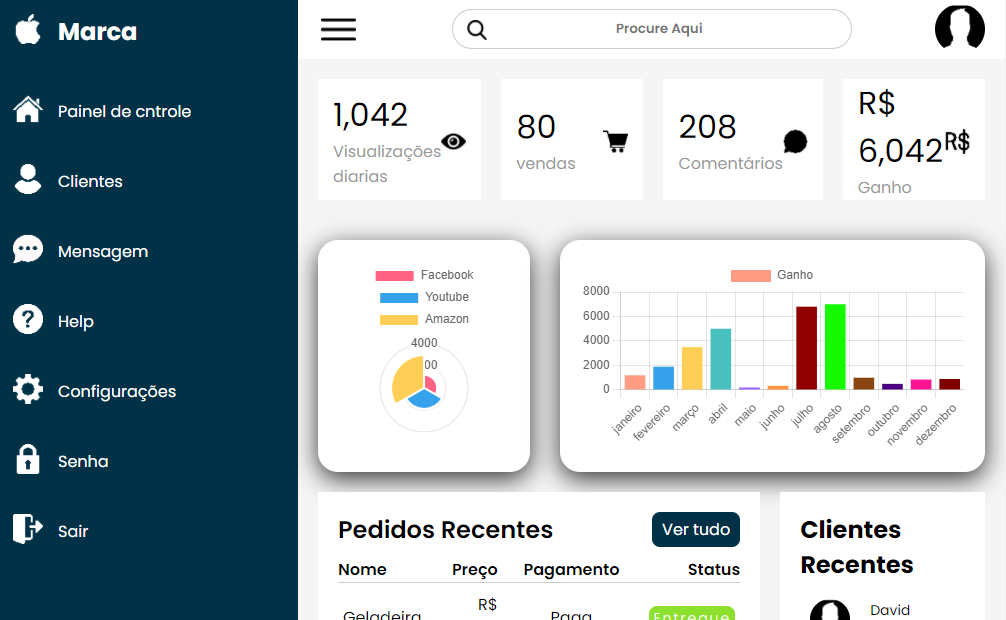 Marca
Painel de cntrole
Clientes
Mensagem
Help
Configurações
Senha
Sair
Procure Aqui
1,042
Visualizações
diarias
80
vendas
208
Comentários
R$
6,042
R$
Ganho
Facebook
Youtube
Amazon
4000
00
Ganho
8000
6000
4000
2000
0
janeiro
fevereiro
março
abril
maio
junho
julho
agosto
setembro
outubro
novembro
dezembro
Pedidos Recentes
Ver tudo
Nome Preço Pagamento Status
R$
Geladeira Paga Entregue
Clientes
Recentes
David